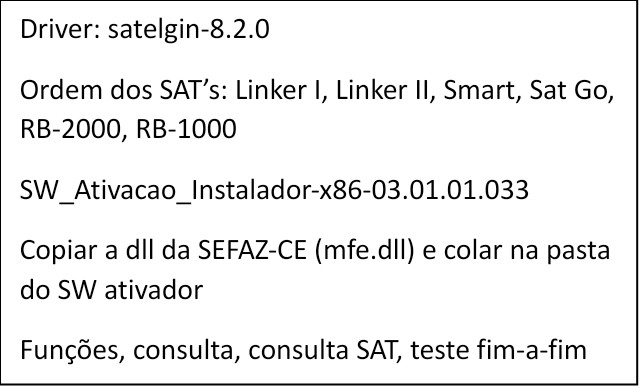 Driver: satelgin-8.2.0
Ordem dos SAT’s: Linker I, Linker II, Smart, Sat Go,
RB-2000, RB-1000
SW_Ativacao_Instalador-x86-03.01.01.033
Copiar a dll da SEFAZ-CE (mfe.dll) e colar na pasta
do SW ativador
Funções, consulta, consulta SAT, teste fim-a-fim